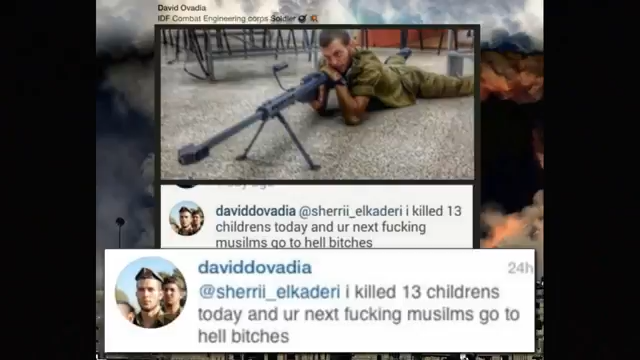 David Ovadia
IDF Combat Engineering corps Soldier 💣 💥
daviddovadia @sherrii_elkaderi i killed 13
childrens today and ur next fucking
musilms go to hell bitches
daviddovadia
24h
@sherrii_elkaderi i killed 13 childrens
today and ur next fucking musilms go to
hell bitches